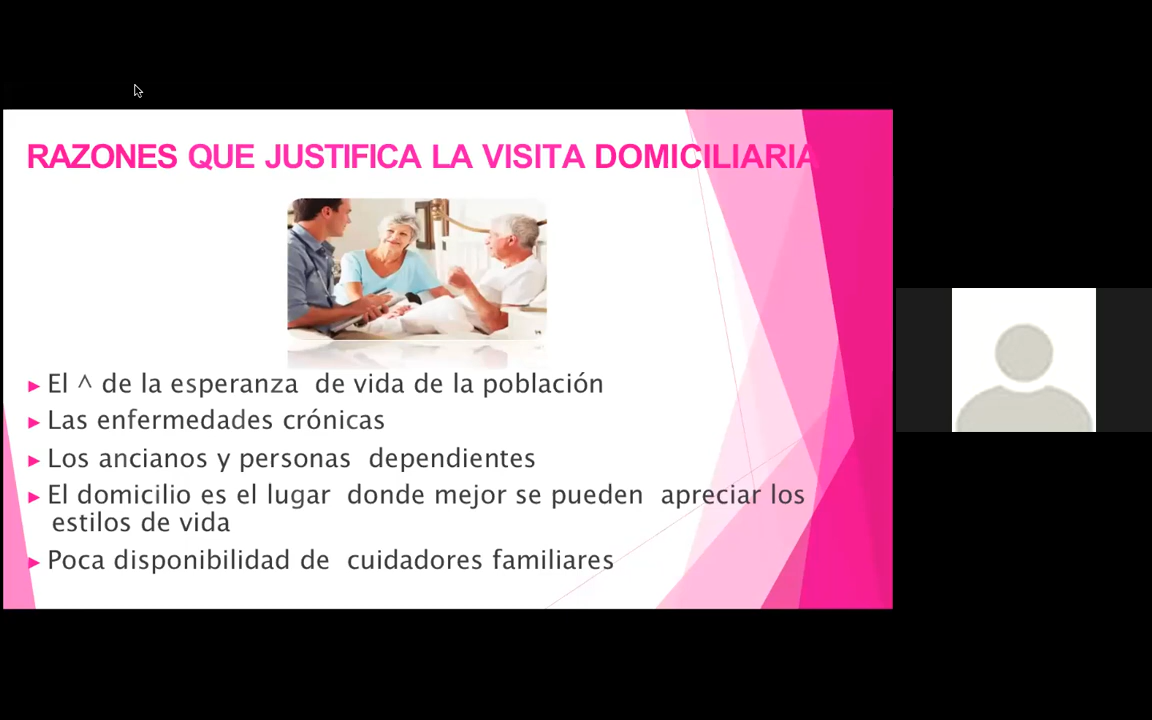 RAZONES QUE JUSTIFICA LA VISITA DOMICILIARIA
El ^ de la esperanza de vida de la población
Las enfermedades crónicas
Los ancianos y personas dependientes
El domicilio es el lugar donde mejor se pueden apreciar los
estilos de vida
Poca disponibilidad de cuidadores familiares